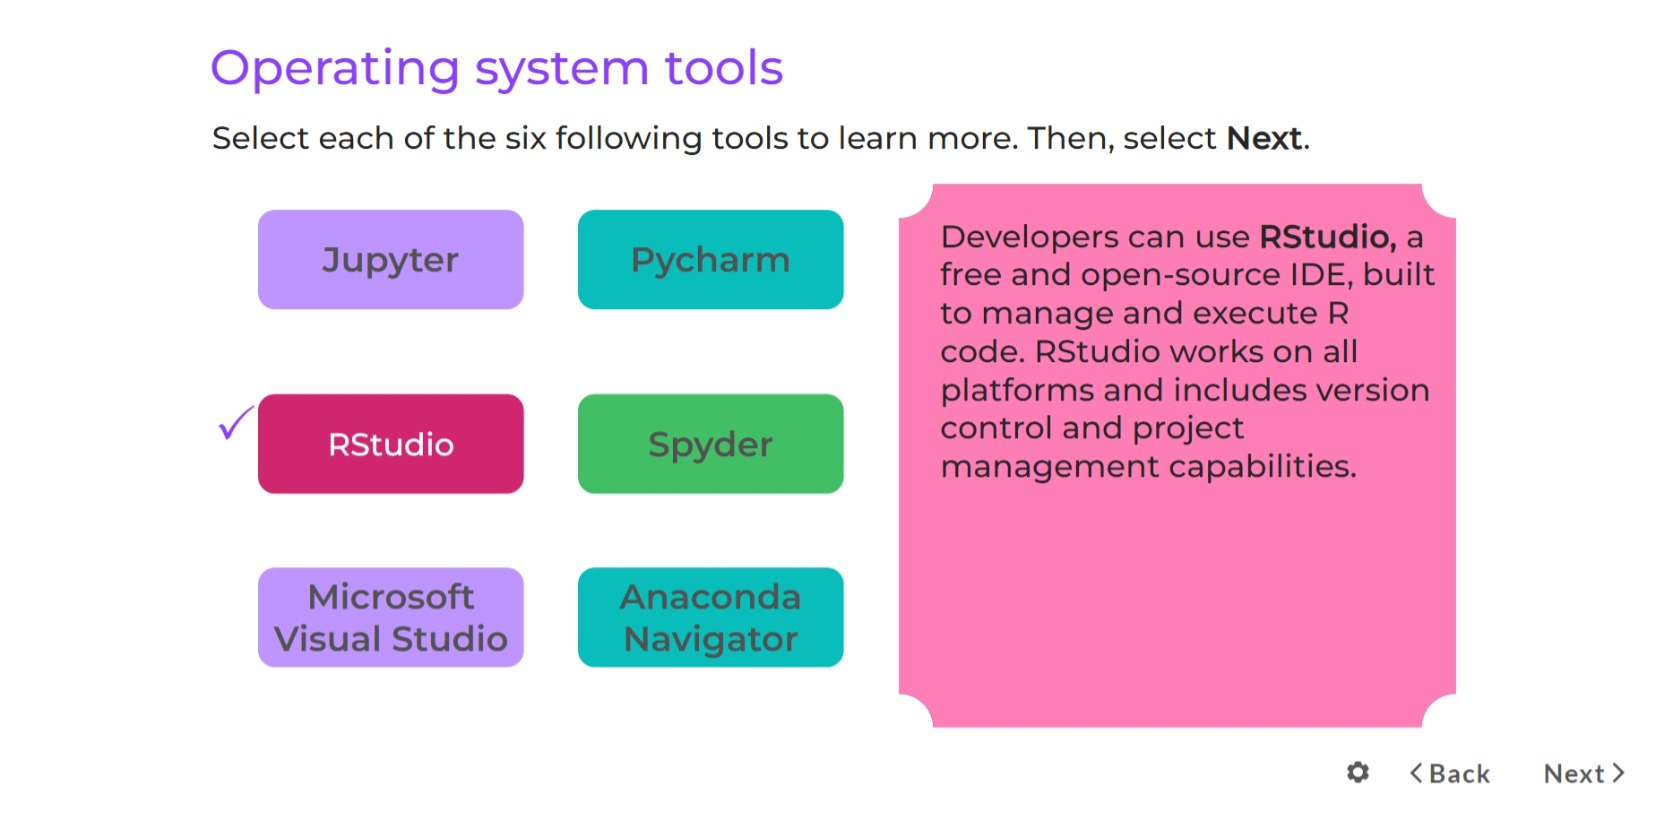 Operating system tools
Select each of the six following tools to learn more. Then, select Next.
Jupyter
Pycharm
RStudio
Spyder
Microsoft
Visual Studio
Anaconda
Navigator
Developers can use RStudio, a
free and open-source IDE, built
to manage and execute R
code. RStudio works on all
platforms and includes version
control and project
management capabilities.
Back
Next